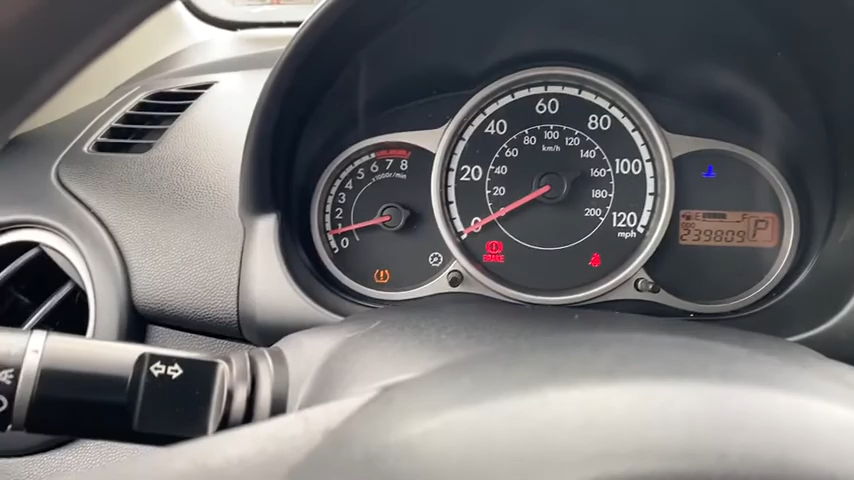 0 1 2 3 4 5 6 7 8
x1000r/min
0 20 40 60 80 100 120
mph
20 40 60 80 100 120 140 160 180 200
km/h
BRAKE
E F
ODO
239809
P